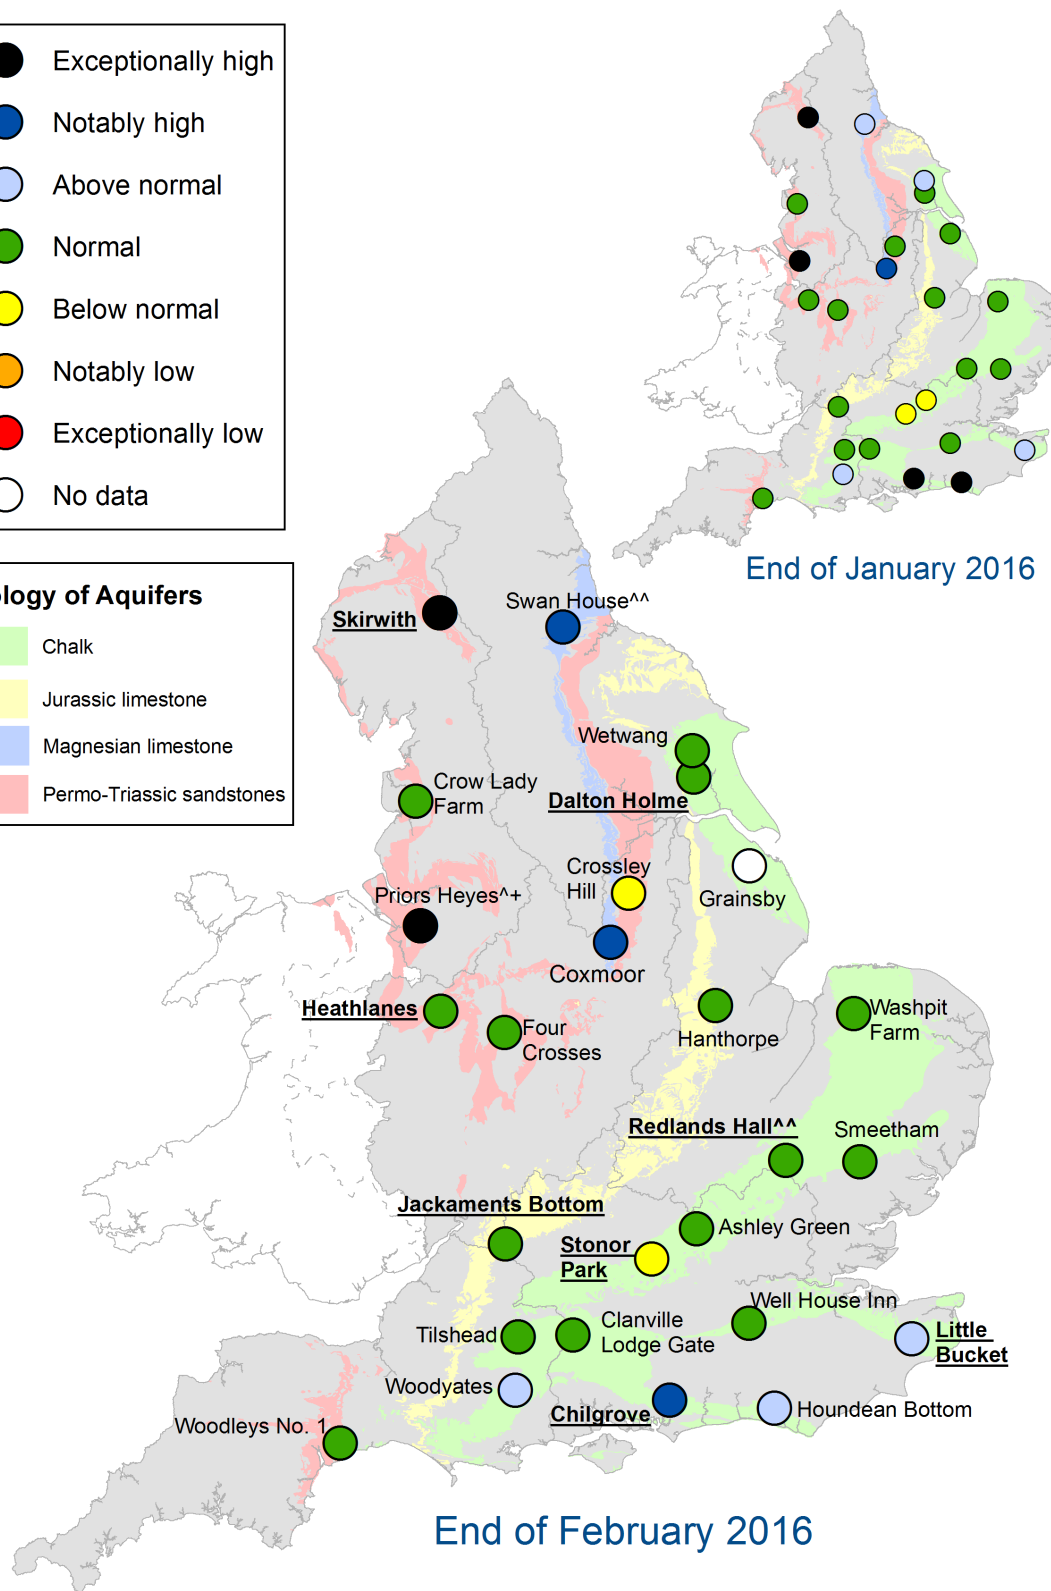 Exceptionally high
Notably high
Above normal
Normal
Below normal
Notably low
Exceptionally low
No data
ology of Aquifers
Chalk
Jurassic limestone
Magnesian limestone
Permo-Triassic sandstones
End of January 2016
Swan House^^
Skirwith
Wetwang
Crow Lady
Farm
Dalton Holme
Crossley
Hill
Grainsby
Priors Heyes^+
Coxmoor
Heathlanes
Four
Crosses
Hanthorpe
Washpit
Farm
Redlands Hall^^
Smeetham
Jackaments Bottom
Ashley Green
Stonor
Park
Well House Inn
Clanville
Lodge Gate
Tilshead
Little
Bucket
Woodyates
Chilgrove
Houndean Bottom
Woodleys No. 1
End of February 2016